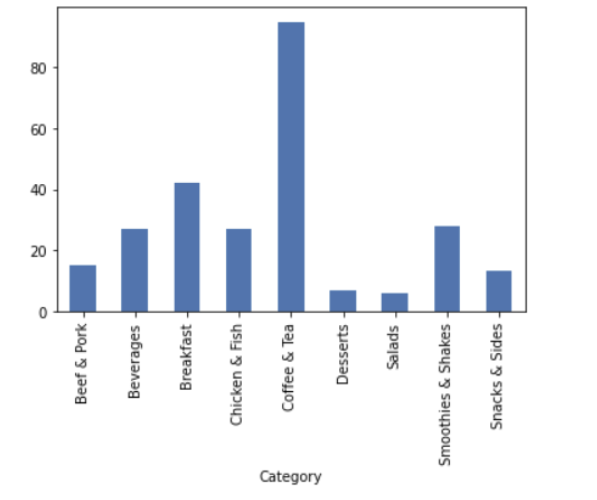 80
60
40
20
0
Beef & Pork
Beverages
Breakfast
Chicken & Fish
Coffee & Tea
Desserts
Salads
Smoothies & Shakes
Snacks & Sides
Category